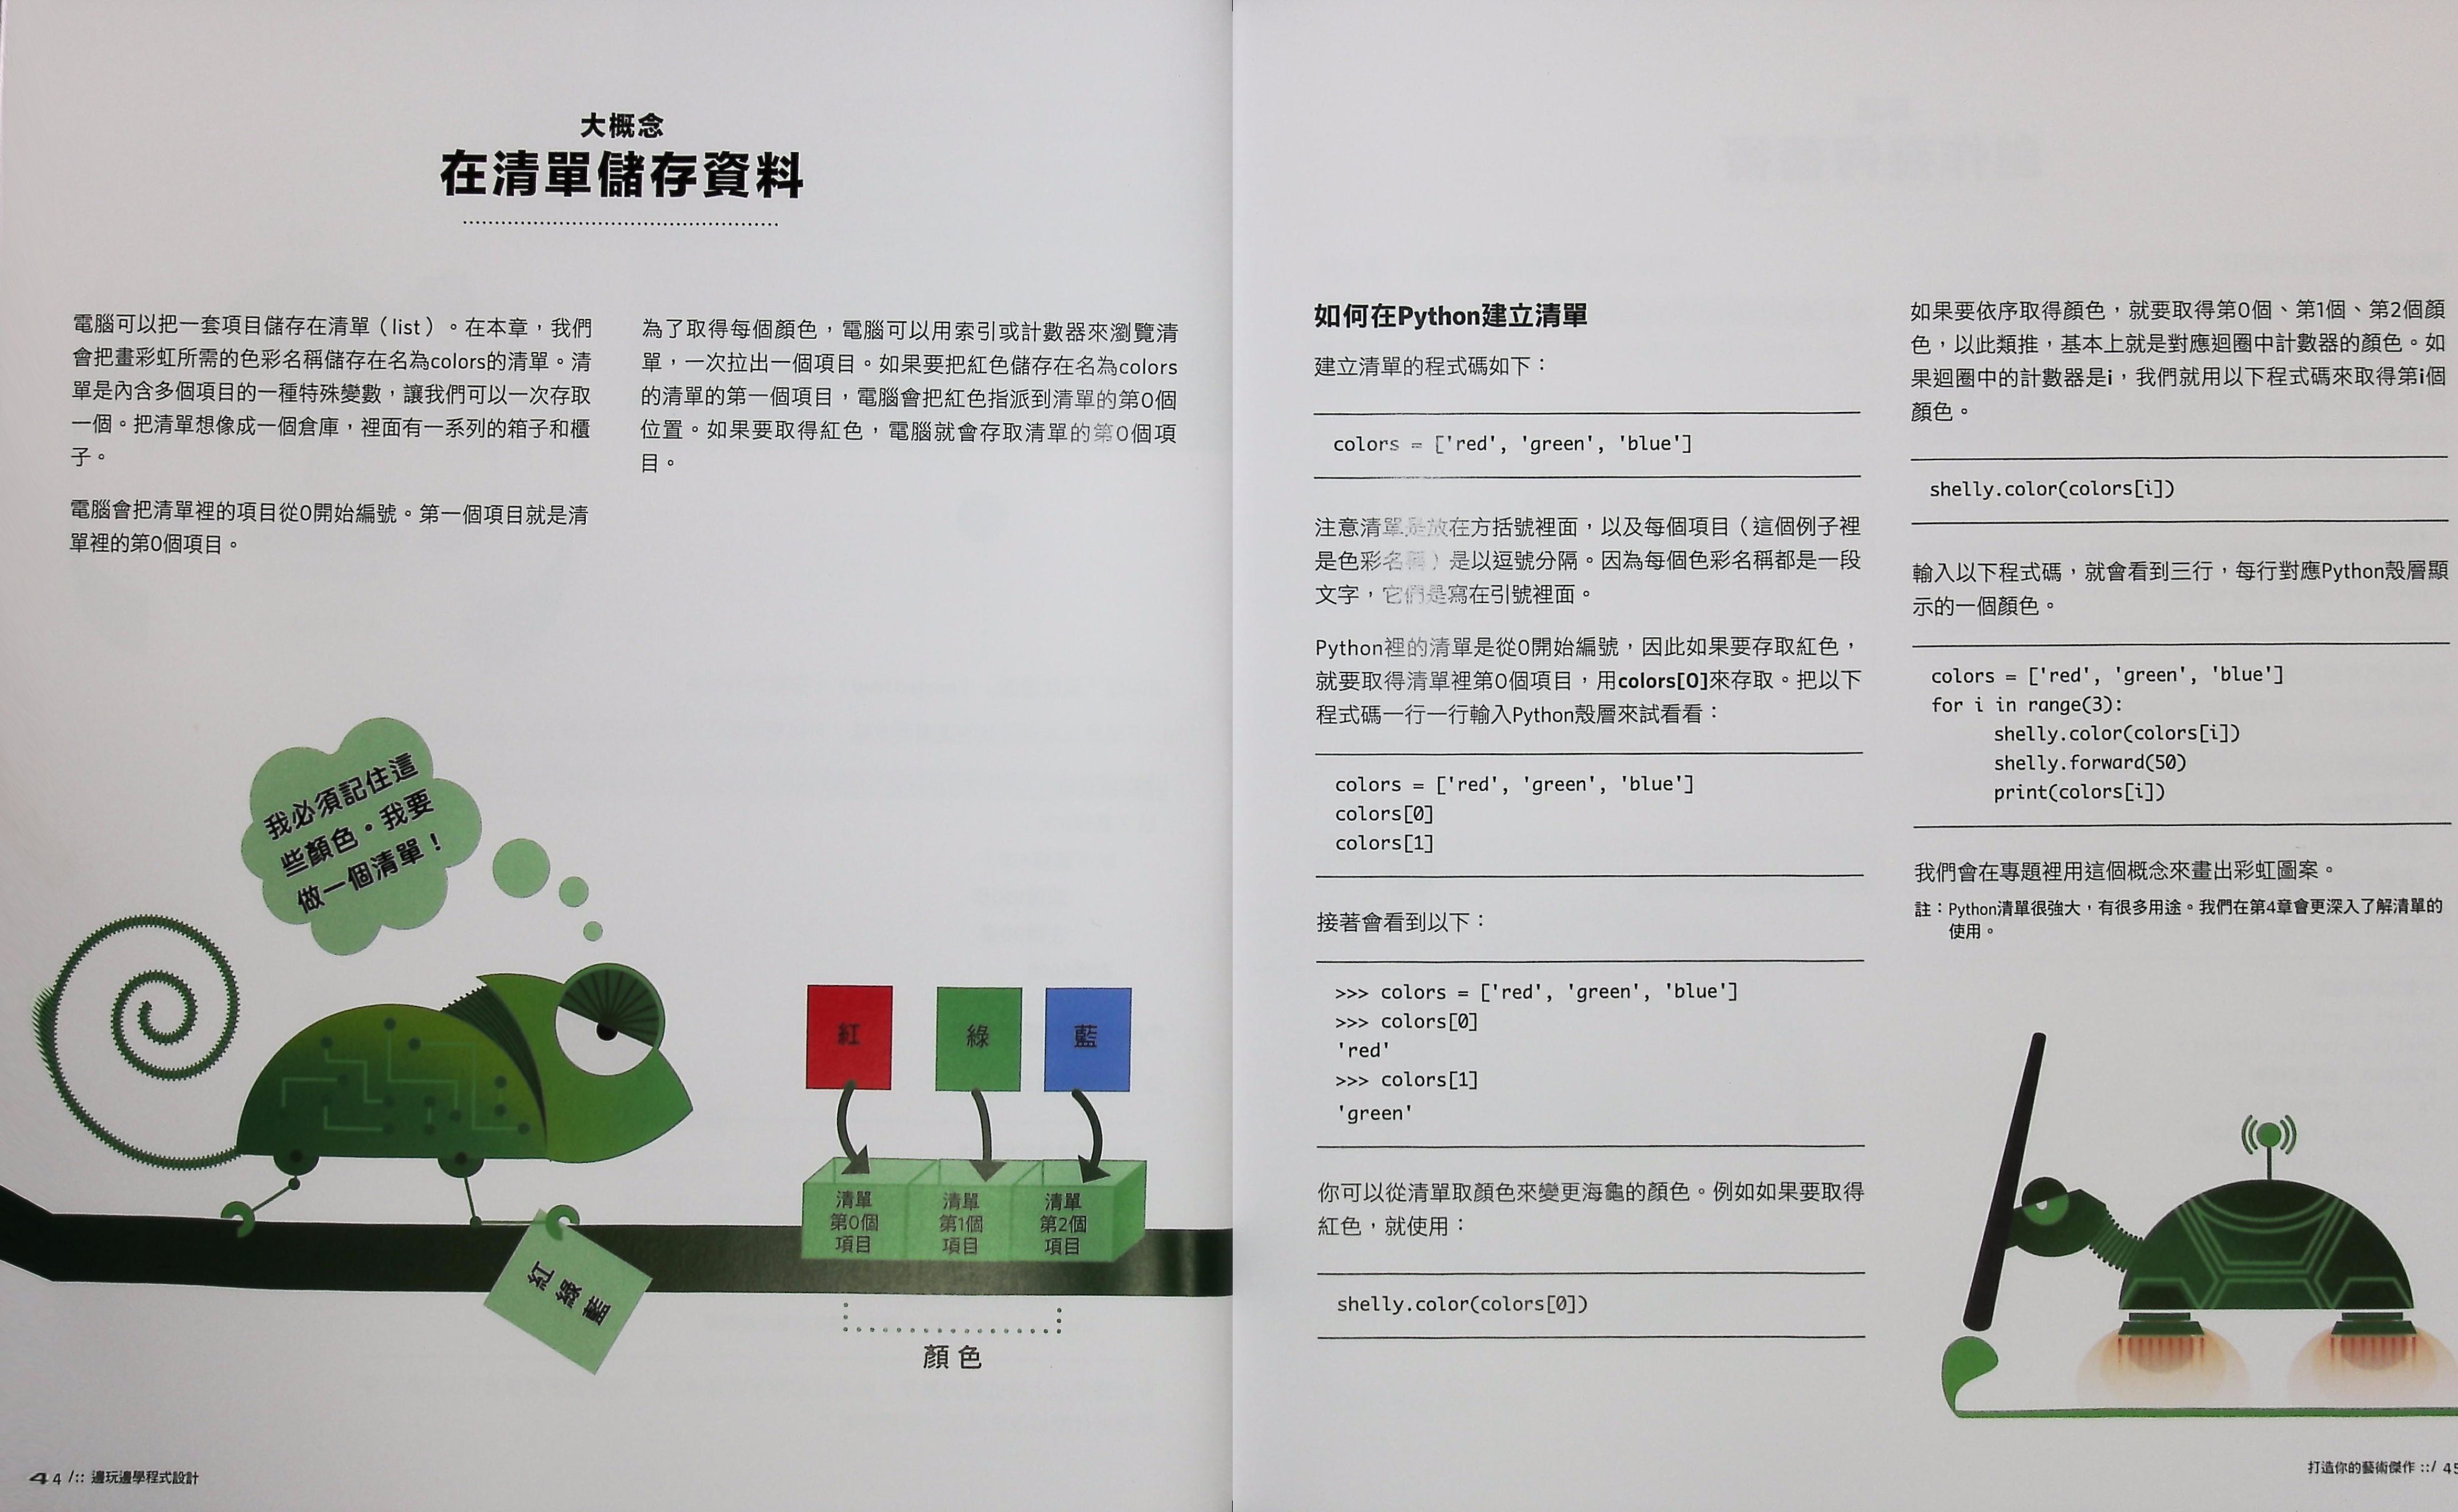 大概念
在清單儲存資料
電腦可以把一套項目儲存在清單（list）。在本章，我們
會把畫彩虹所需的色彩名稱儲存在名為colors的清單。清
單是內含多個項目的一種特殊變數，讓我們可以一次存取
一個。把清單想像成一個倉庫，裡面有一系列的箱子和櫃
子。
電腦會把清單裡的項目從0開始編號。第一個項目就是清
單裡的第0個項目。
為了取得每個顏色，電腦可以用索引或計數器來瀏覽清
單，一次拉出一個項目。如果要把紅色儲存在名為colors
的清單的第一個項目，電腦會把紅色指派到清單的第0個
位置。如果要取得紅色，電腦就會存取清單的第0個項
目。
我必須記住這
些顏色。我要
做一個清單！
紅
綠
藍
紅
綠
藍
清單
第0個
項目
清單
第1個
項目
清單
第2個
項目
顏色
44 /:: 邊玩邊學程式設計
如何在Python建立清單
建立清單的程式碼如下：
colors = ['red', 'green', 'blue']
注意清單是放在方括號裡面，以及每個項目（這個例子裡
是色彩名稱）是以逗號分隔。因為每個色彩名稱都是一段
文字，它們是寫在引號裡面。
Python裡的清單是從0開始編號，因此如果要存取紅色，
就要取得清單裡第0個項目，用colors[0]來存取。把以下
程式碼一行一行輸入Python殼層來試看看：
colors = ['red', 'green', 'blue']
colors[0]
colors[1]
接著會看到以下：
>>> colors = ['red', 'green', 'blue']
>>> colors[0]
'red'
>>> colors[1]
'green'
你可以從清單取顏色來變更海龜的顏色。例如如果要取得
紅色，就使用：
shelly.color(colors[0])
如果要依序取得顏色，就要取得第0個、第1個、第2個顏
色，以此類推，基本上就是對應迴圈中計數器的顏色。如
果迴圈中的計數器是i，我們就用以下程式碼來取得第i個
顏色。
shelly.color(colors[i])
輸入以下程式碼，就會看到三行，每行對應Python殼層顯
示的一個顏色。
colors = ['red', 'green', 'blue']
for i in range(3):
shelly.color(colors[i])
shelly.forward(50)
print(colors[i])
我們會在專題裡用這個概念來畫出彩虹圖案。
註：Python清單很強大，有很多用途。我們在第4章會更深入了解清單的
使用。
打造你的藝術傑作 ::/ 45